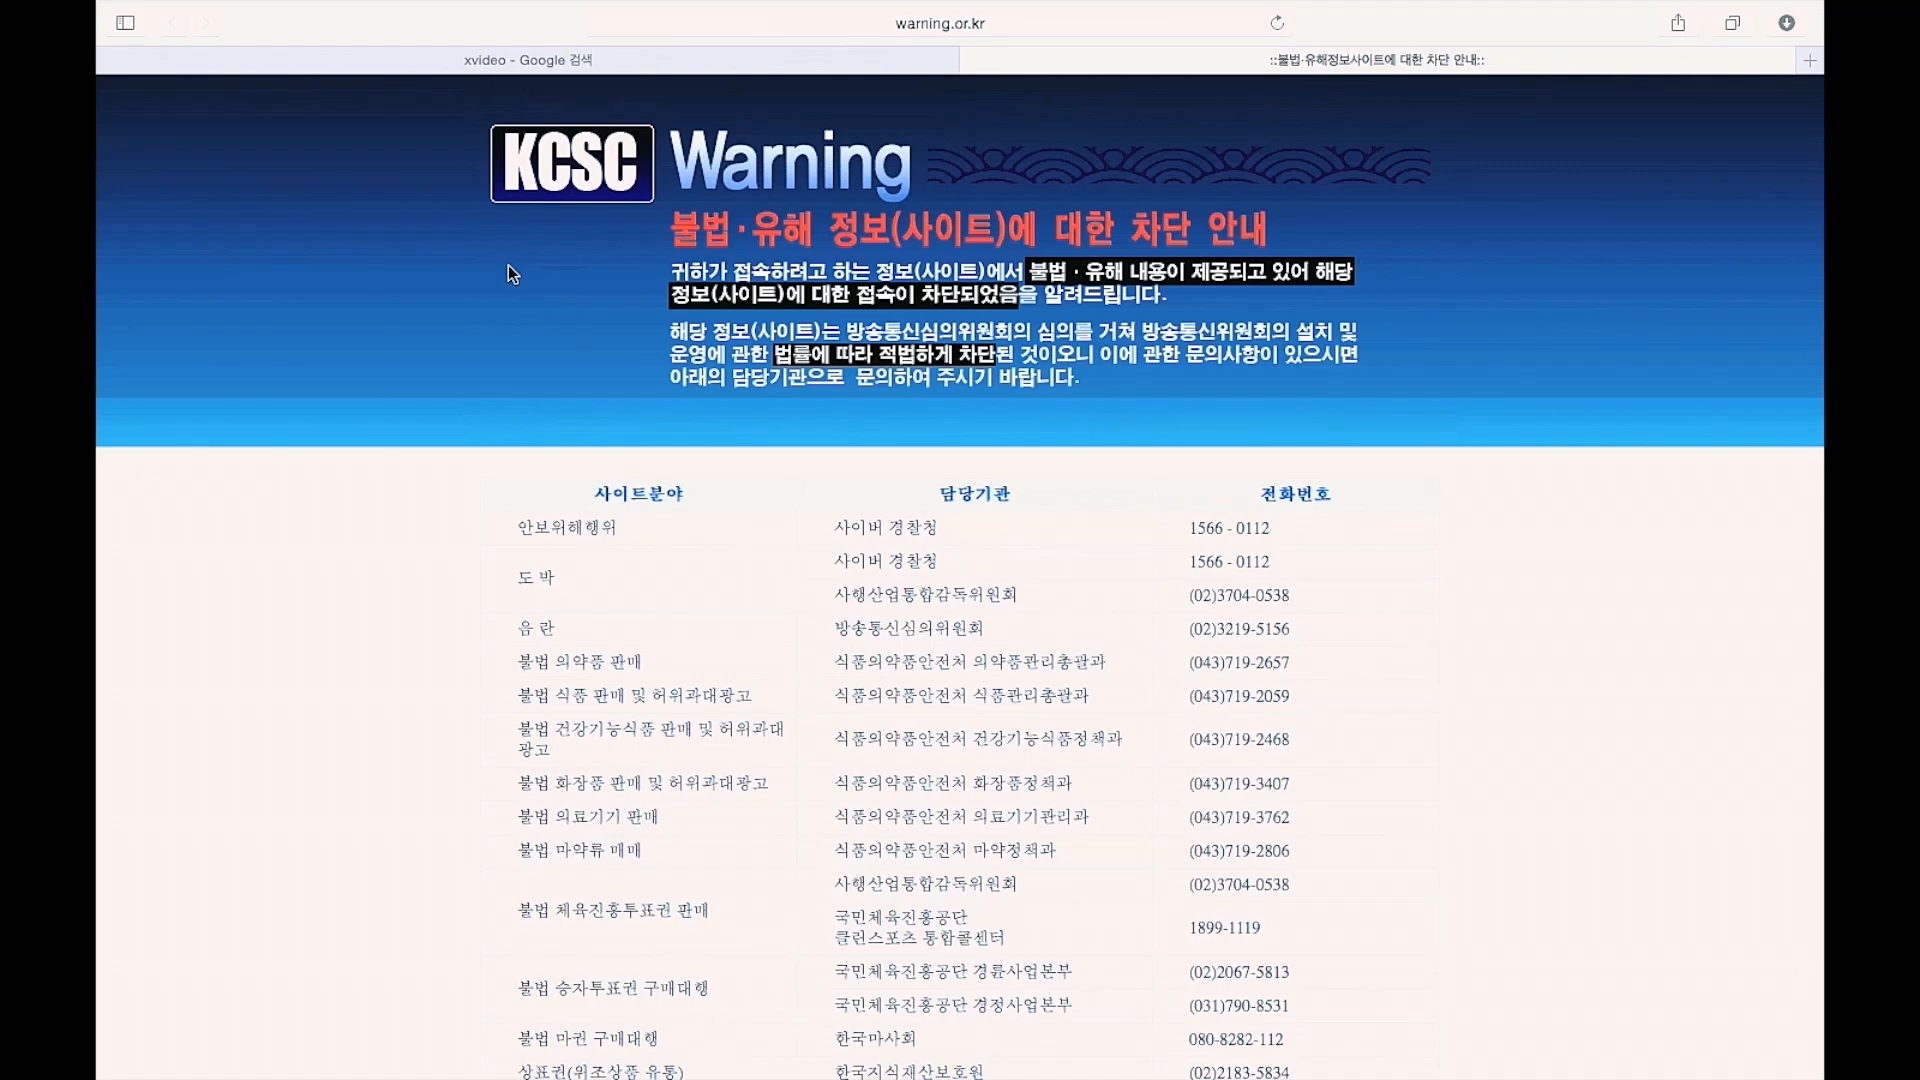 warning.or.kr
xvideo - Google 검색
::불법·유해정보사이트에 대한 차단 안내::
KCSC Warning
불법·유해 정보(사이트)에 대한 차단 안내
귀하가 접속하려고 하는 정보(사이트)에서 불법 · 유해 내용이 제공되고 있어 해당
정보(사이트)에 대한 접속이 차단되었음을 알려드립니다.
해당 정보(사이트)는 방송통신심의위원회의 심의를 거쳐 방송통신위원회의 설치 및
운영에 관한 법률에 따라 적법하게 차단된 것이오니 이에 관한 문의사항이 있으시면
아래의 담당기관으로 문의하여 주시기 바랍니다.
사이트분야 담당기관 전화번호
안보위해행위 사이버 경찰청 1566 - 0112
도 박 사이버 경찰청 1566 - 0112
사행산업통합감독위원회 (02)3704-0538
음 란 방송통신심의위원회 (02)3219-5156
불법 의약품 판매 식품의약품안전처 의약품관리총괄과 (043)719-2657
불법 식품 판매 및 허위과대광고 식품의약품안전처 식품관리총괄과 (043)719-2059
불법 건강기능식품 판매 및 허위과대
광고 식품의약품안전처 건강기능식품정책과 (043)719-2468
불법 화장품 판매 및 허위과대광고 식품의약품안전처 화장품정책과 (043)719-3407
불법 의료기기 판매 식품의약품안전처 의료기기관리과 (043)719-3762
불법 마약류 매매 식품의약품안전처 마약정책과 (043)719-2806
불법 체육진흥투표권 판매 사행산업통합감독위원회 (02)3704-0538
국민체육진흥공단
클린스포츠 통합콜센터 1899-1119
불법 승자투표권 구매대행 국민체육진흥공단 경륜사업본부 (02)2067-5813
국민체육진흥공단 경정사업본부 (031)790-8531
불법 마권 구매대행 한국마사회 080-8282-112
상표권(위조상품 유통) 한국지식재산보호원 (02)2183-5834